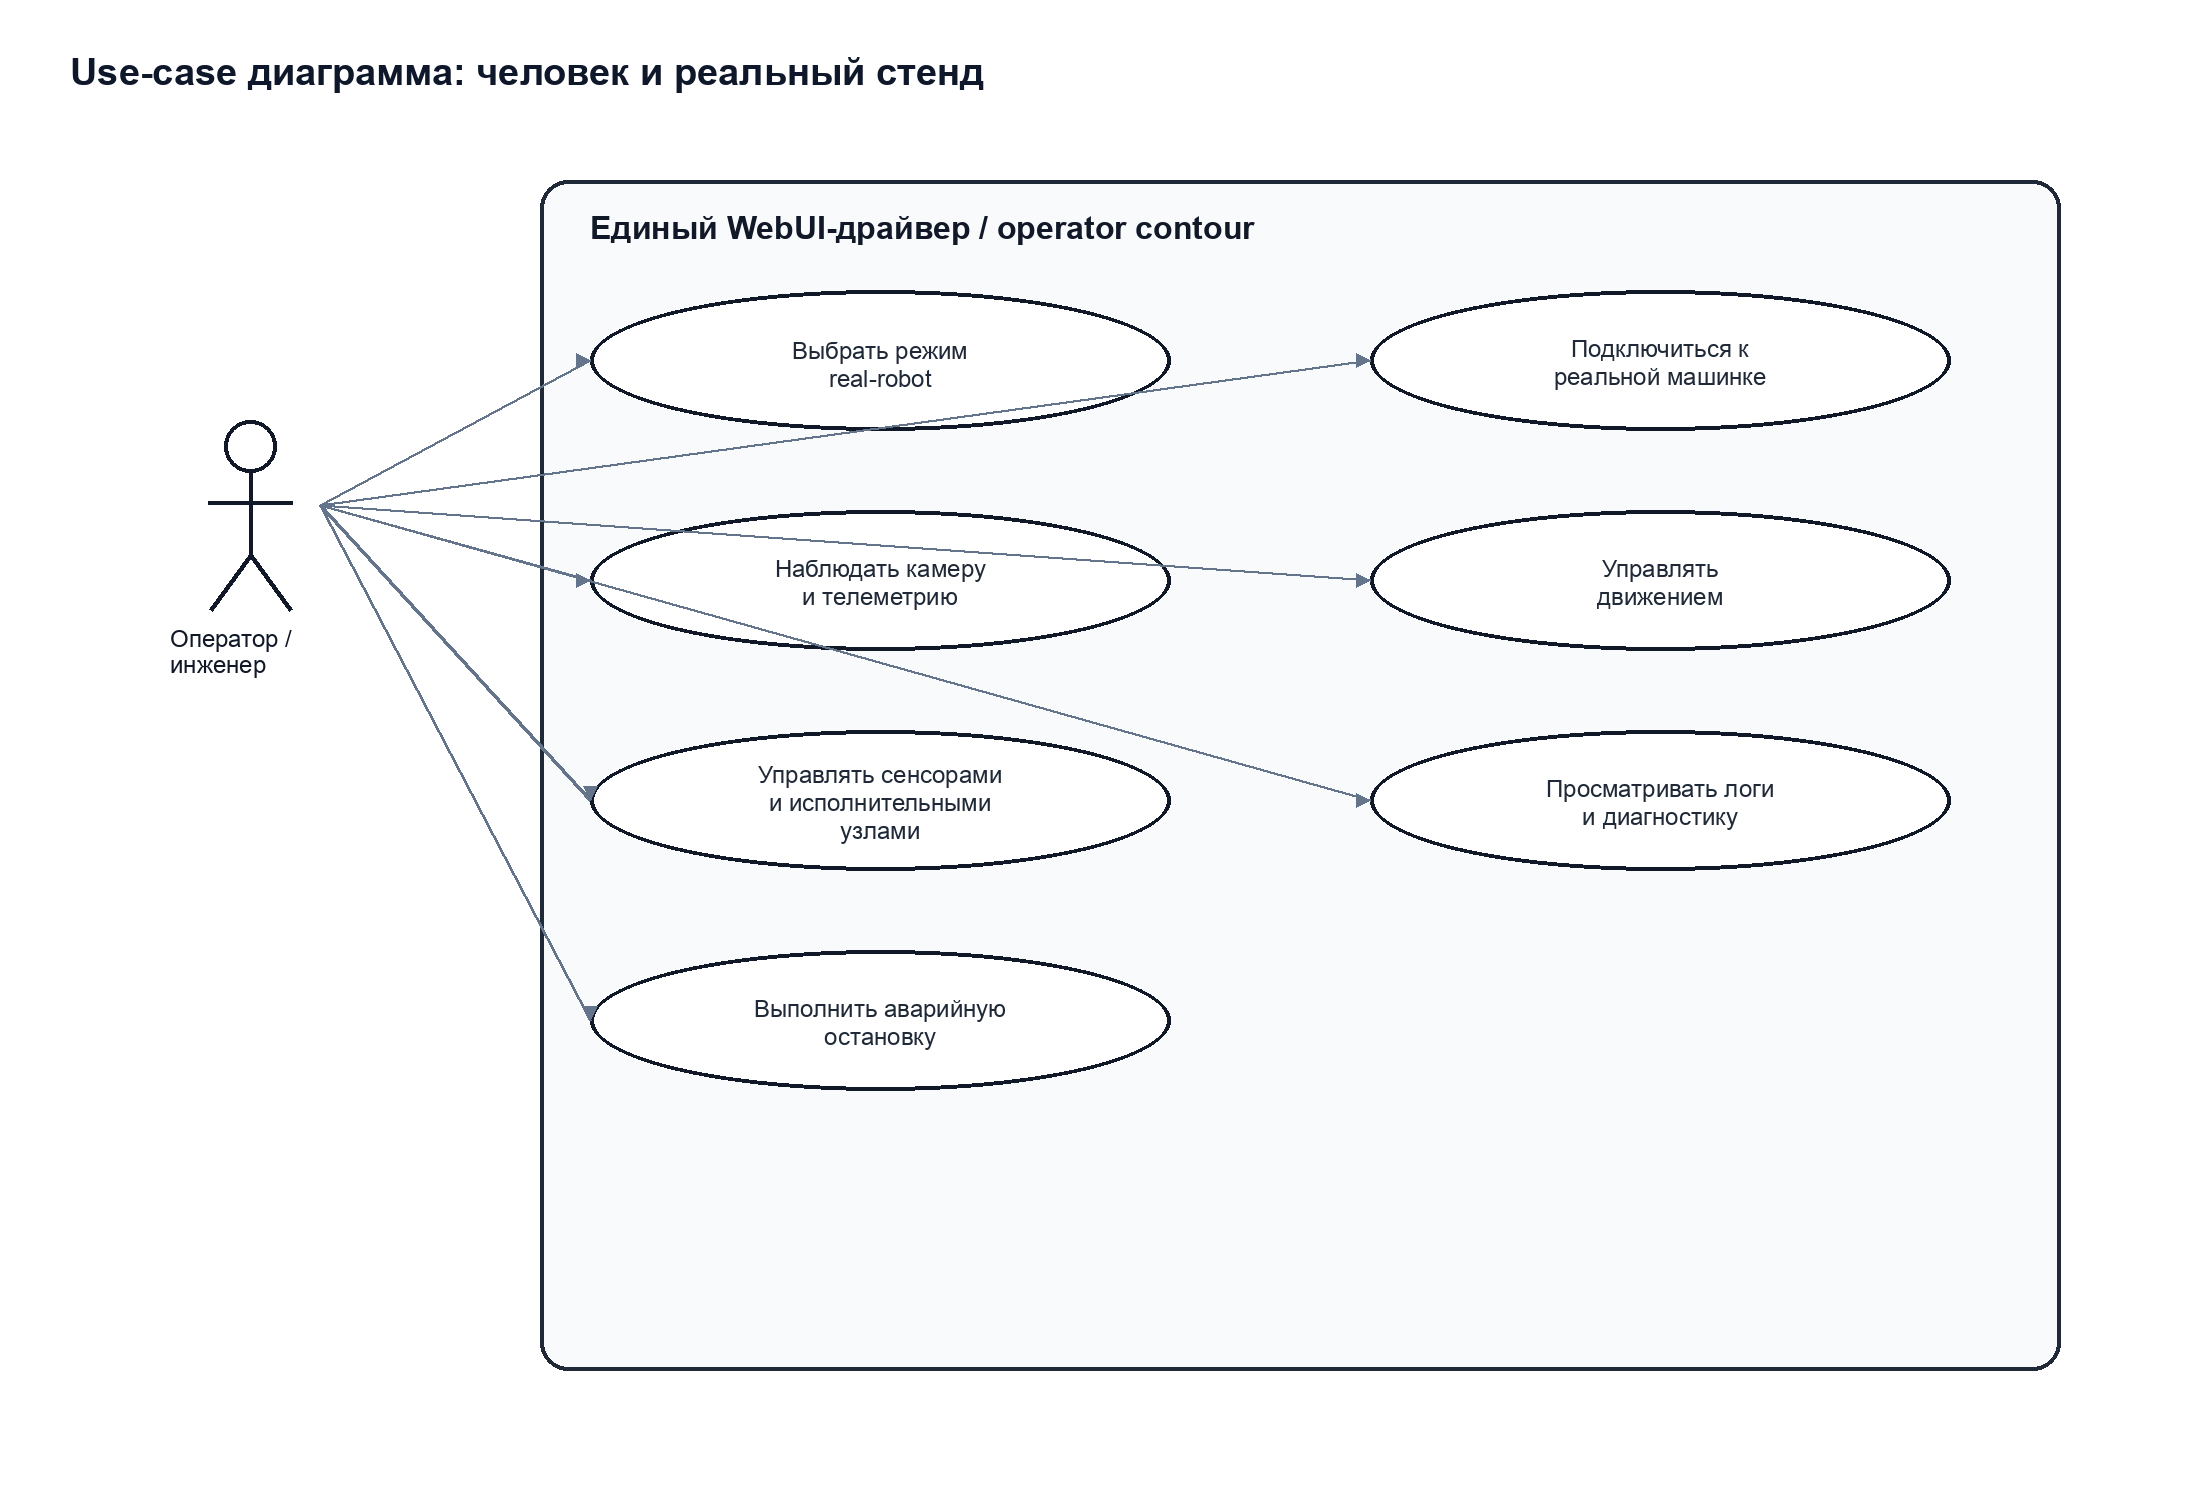 Use-case диаграмма: человек и реальный стенд
Единый WebUI-драйвер / operator contour
Выбрать режим
real-robot
Подключиться к
реальной машинке
Оператор /
инженер
Наблюдать камеру
и телеметрию
Управлять
движением
Управлять сенсорами
и исполнительными
узлами
Просматривать логи
и диагностику
Выполнить аварийную
остановку